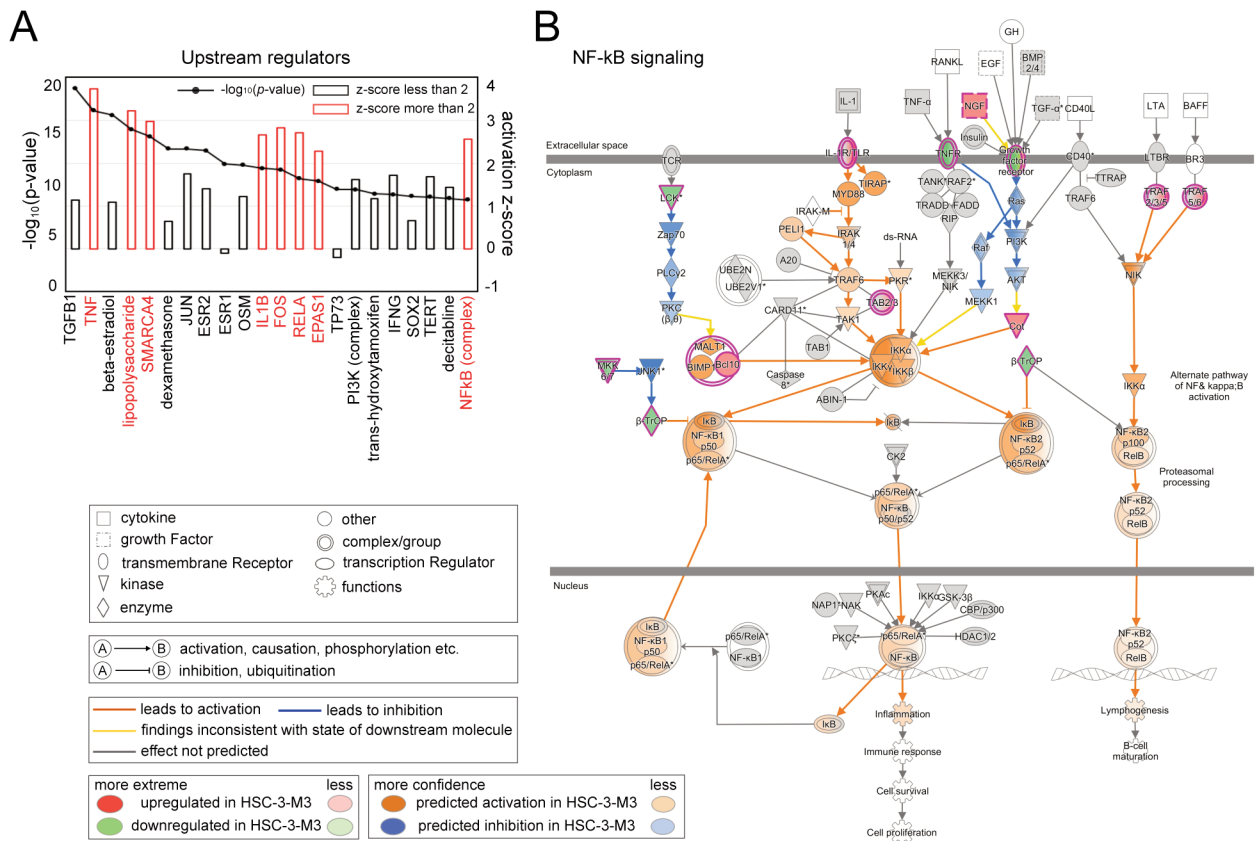 A
Upstream regulators
-log₁₀(p-value)
z-score less than 2
z-score more than 2
-log₁₀(p-value)
20
15
10
5
0
activation z-score
4
3
2
1
0
-1
TGFB1
TNF
beta-estradiol
lipopolysaccharide
SMARCA4
dexamethasone
JUN
ESR2
ESR1
OSM
IL1B
FOS
RELA
EPAS1
TP73
PI3K (complex)
trans-hydroxytamoxifen
IFNG
SOX2
TERT
decitabline
NFkB (complex)
cytokine
growth Factor
transmembrane Receptor
kinase
enzyme
other
complex/group
transcription Regulator
functions
A B activation, causation, phosphorylation etc.
A B inhibition, ubiquitination
leads to activation
leads to inhibition
findings inconsistent with state of downstream molecule
effect not predicted
more extreme less
upregulated in HSC-3-M3
downregulated in HSC-3-M3
more confidence less
predicted activation in HSC-3-M3
predicted inhibition in HSC-3-M3
B
NF-kB signaling
GH
RANKL
EGF
BMP
2/4
IL-1
TNF-α
NGF
TGF-α*
CD40L
LTA
BAFF
Insulin
Extracellular space
Cytoplasm
TCR
IL-1R/TLR
TNFR
Growth
factor
receptor
CD40*
LTBR
BR3
TTRAP
LCK*
MYD88
TIRAP*
TANK*
RAF2*
TRADD
FADD
RIP
Ras
TRAF6
TRAF
2/3/5
TRAF
5/6
IRAK-M
Zap70
PELI1
IRAK
1/4
ds-RNA
Raf
PI3K
PLCγ2
A20
UBE2N
UBE2V1*
TRAF6
PKR*
MEKK3/
NIK
AKT
NIK
PKC
(β,θ)
CARD11*
TAB2/3
MEKK1
TAK1
Cot
MALT1
TAB1
IKKα
BIMP1
Bcl10
IKKγ
IKKβ
MKK
6/7
JNK1*
Caspase
8*
β-TrCP
ABIN-1
IKKα
Alternate pathway
of NF& kappa;B
activation
β-TrCP
IκB
NF-κB1
p50
p65/RelA*
IκB
IκB
NF-κB2
p52
p65/RelA*
NF-κB2
p100
RelB
CK2
Proteasomal
processing
p65/RelA*
NF-κB
p50/p52
NF-κB2
p52
RelB
Nucleus
PKAc
IKKα
GSK-3β
NAP1*
NAK
CBP/p300
IκB
NF-κB1
p50
p65/RelA*
p65/RelA*
NF-κB1
PKCζ*
p65/RelA*
NF-κB
HDAC1/2
NF-κB2
p52
RelB
IκB
Inflammation
Lymphogenesis
Immune response
B-cell
maturation
Cell survival
Cell proliferation